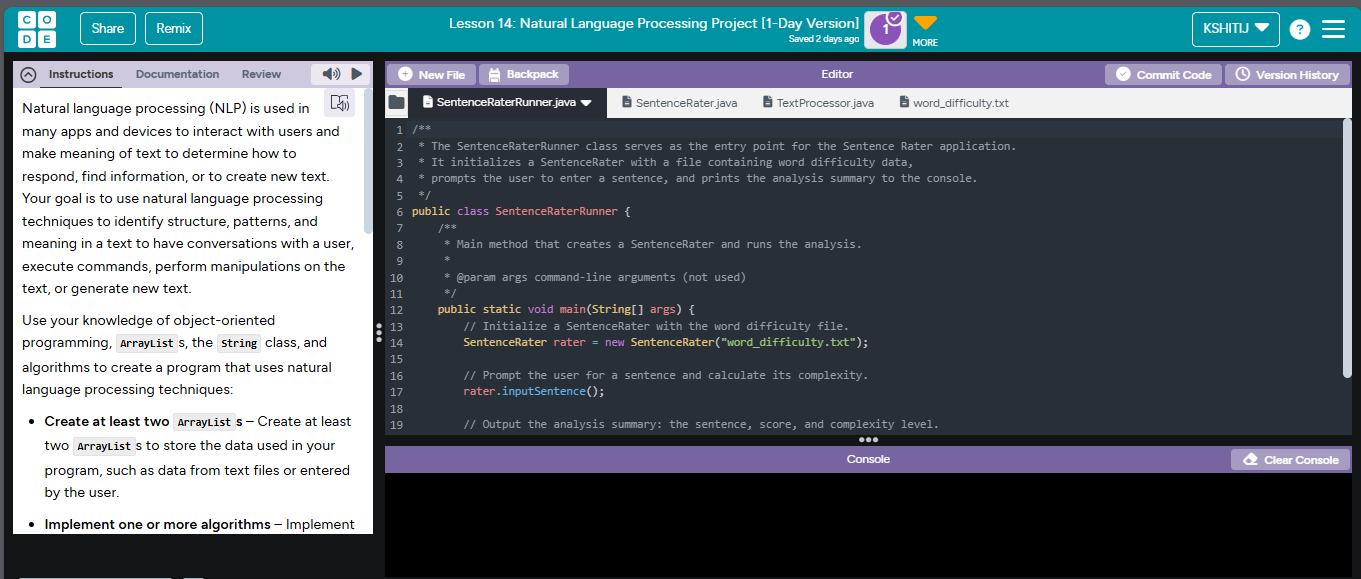 CODE
Share
Remix
Lesson 14: Natural Language Processing Project [1-Day Version]
Saved 2 days ago
1
MORE
KSHITIJ
?
Instructions
Documentation
Review
Natural language processing (NLP) is used in
many apps and devices to interact with users and
make meaning of text to determine how to
respond, find information, or to create new text.
Your goal is to use natural language processing
techniques to identify structure, patterns, and
meaning in a text to have conversations with a user,
execute commands, perform manipulations on the
text, or generate new text.
Use your knowledge of object-oriented
programming, ArrayList s, the String class, and
algorithms to create a program that uses natural
language processing techniques:
• Create at least two ArrayList s – Create at least
two ArrayList s to store the data used in your
program, such as data from text files or entered
by the user.
• Implement one or more algorithms – Implement
New File
Backpack
Editor
Commit Code
Version History
SentenceRaterRunner.java
SentenceRater.java
TextProcessor.java
word_difficulty.txt
1 /**
2 * The SentenceRaterRunner class serves as the entry point for the Sentence Rater application.
3 * It initializes a SentenceRater with a file containing word difficulty data,
4 * prompts the user to enter a sentence, and prints the analysis summary to the console.
5 */
6 public class SentenceRaterRunner {
7 /**
8 * Main method that creates a SentenceRater and runs the analysis.
9 *
10 * @param args command-line arguments (not used)
11 */
12 public static void main(String[] args) {
13 // Initialize a SentenceRater with the word difficulty file.
14 SentenceRater rater = new SentenceRater("word_difficulty.txt");
15
16 // Prompt the user for a sentence and calculate its complexity.
17 rater.inputSentence();
18
19 // Output the analysis summary: the sentence, score, and complexity level.
Console
Clear Console